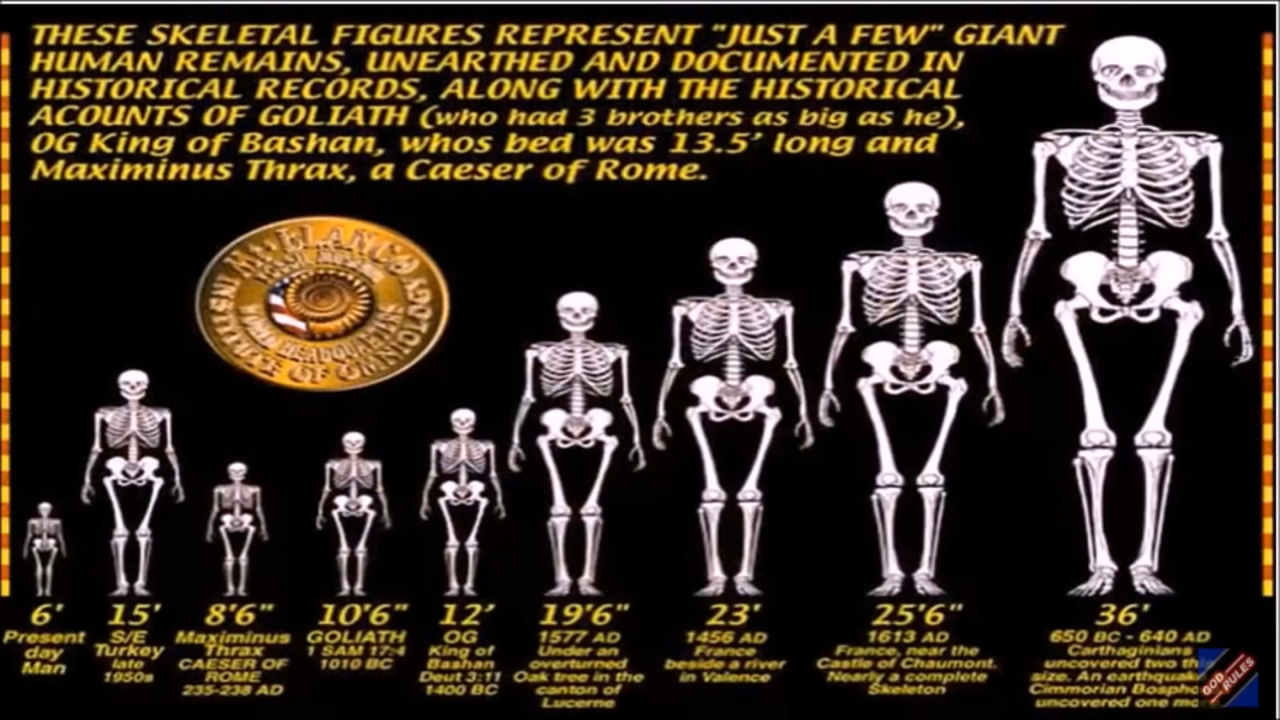 THESE SKELETAL FIGURES REPRESENT "JUST A FEW" GIANT
HUMAN REMAINS, UNEARTHED AND DOCUMENTED IN
HISTORICAL RECORDS, ALONG WITH THE HISTORICAL
ACOUNTS OF GOLIATH (who had 3 brothers as big as he),
OG King of Bashan, whos bed was 13.5' long and
Maximinus Thrax, a Caeser of Rome.
MT. BLANCO
6'
Present
day
Man
15'
S/E
Turkey
late
1950s
8'6"
Maximinus
Thrax
CAESER OF
ROME
235-238 AD
10'6"
GOLIATH
1 SAM 17:4
1010 BC
12'
OG
King of
Bashan
Deut 3:11
1400 BC
19'6"
1577 AD
Under an
overturned
Oak tree in the
canton of
Lucerne
23'
1456 AD
France
beside a river
in Valence
25'6"
1613 AD
France, near the
Castle of Chaumont.
Nearly a complete
Skeleton
36'
650 BC - 640 AD
Carthaginians
uncovered two
size. An
Cimmorian
uncovered one
GOD
RULES